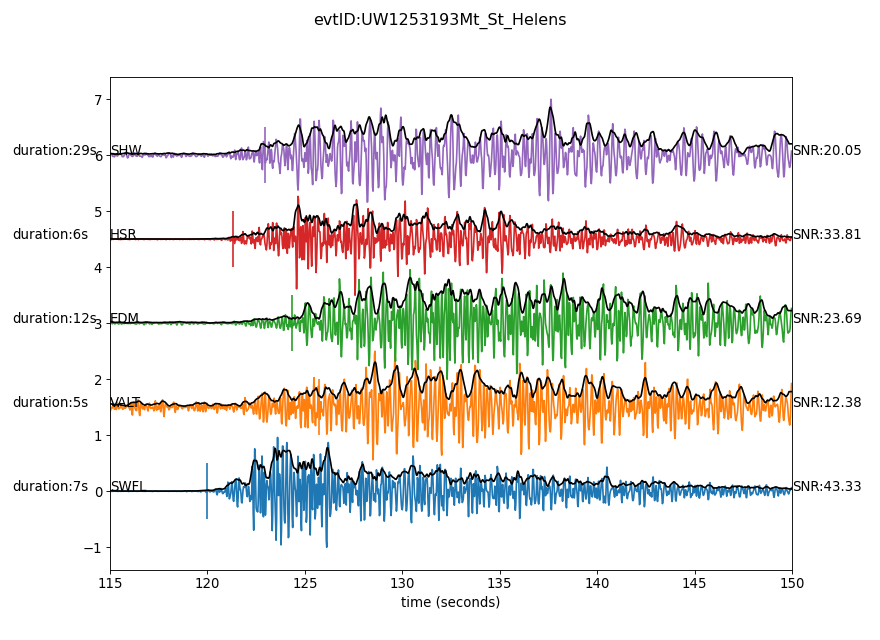 evtID:UW1253193Mt_St_Helens
7
duration:29s 6 SHW SNR:20.05
5
duration:6s HSR SNR:33.81
4
duration:12s 3 EDM SNR:23.69
2
duration:5s VALT SNR:12.38
1
duration:7s 0 SWFL SNR:43.33
−1
115 120 125 130 135 140 145 150
time (seconds)